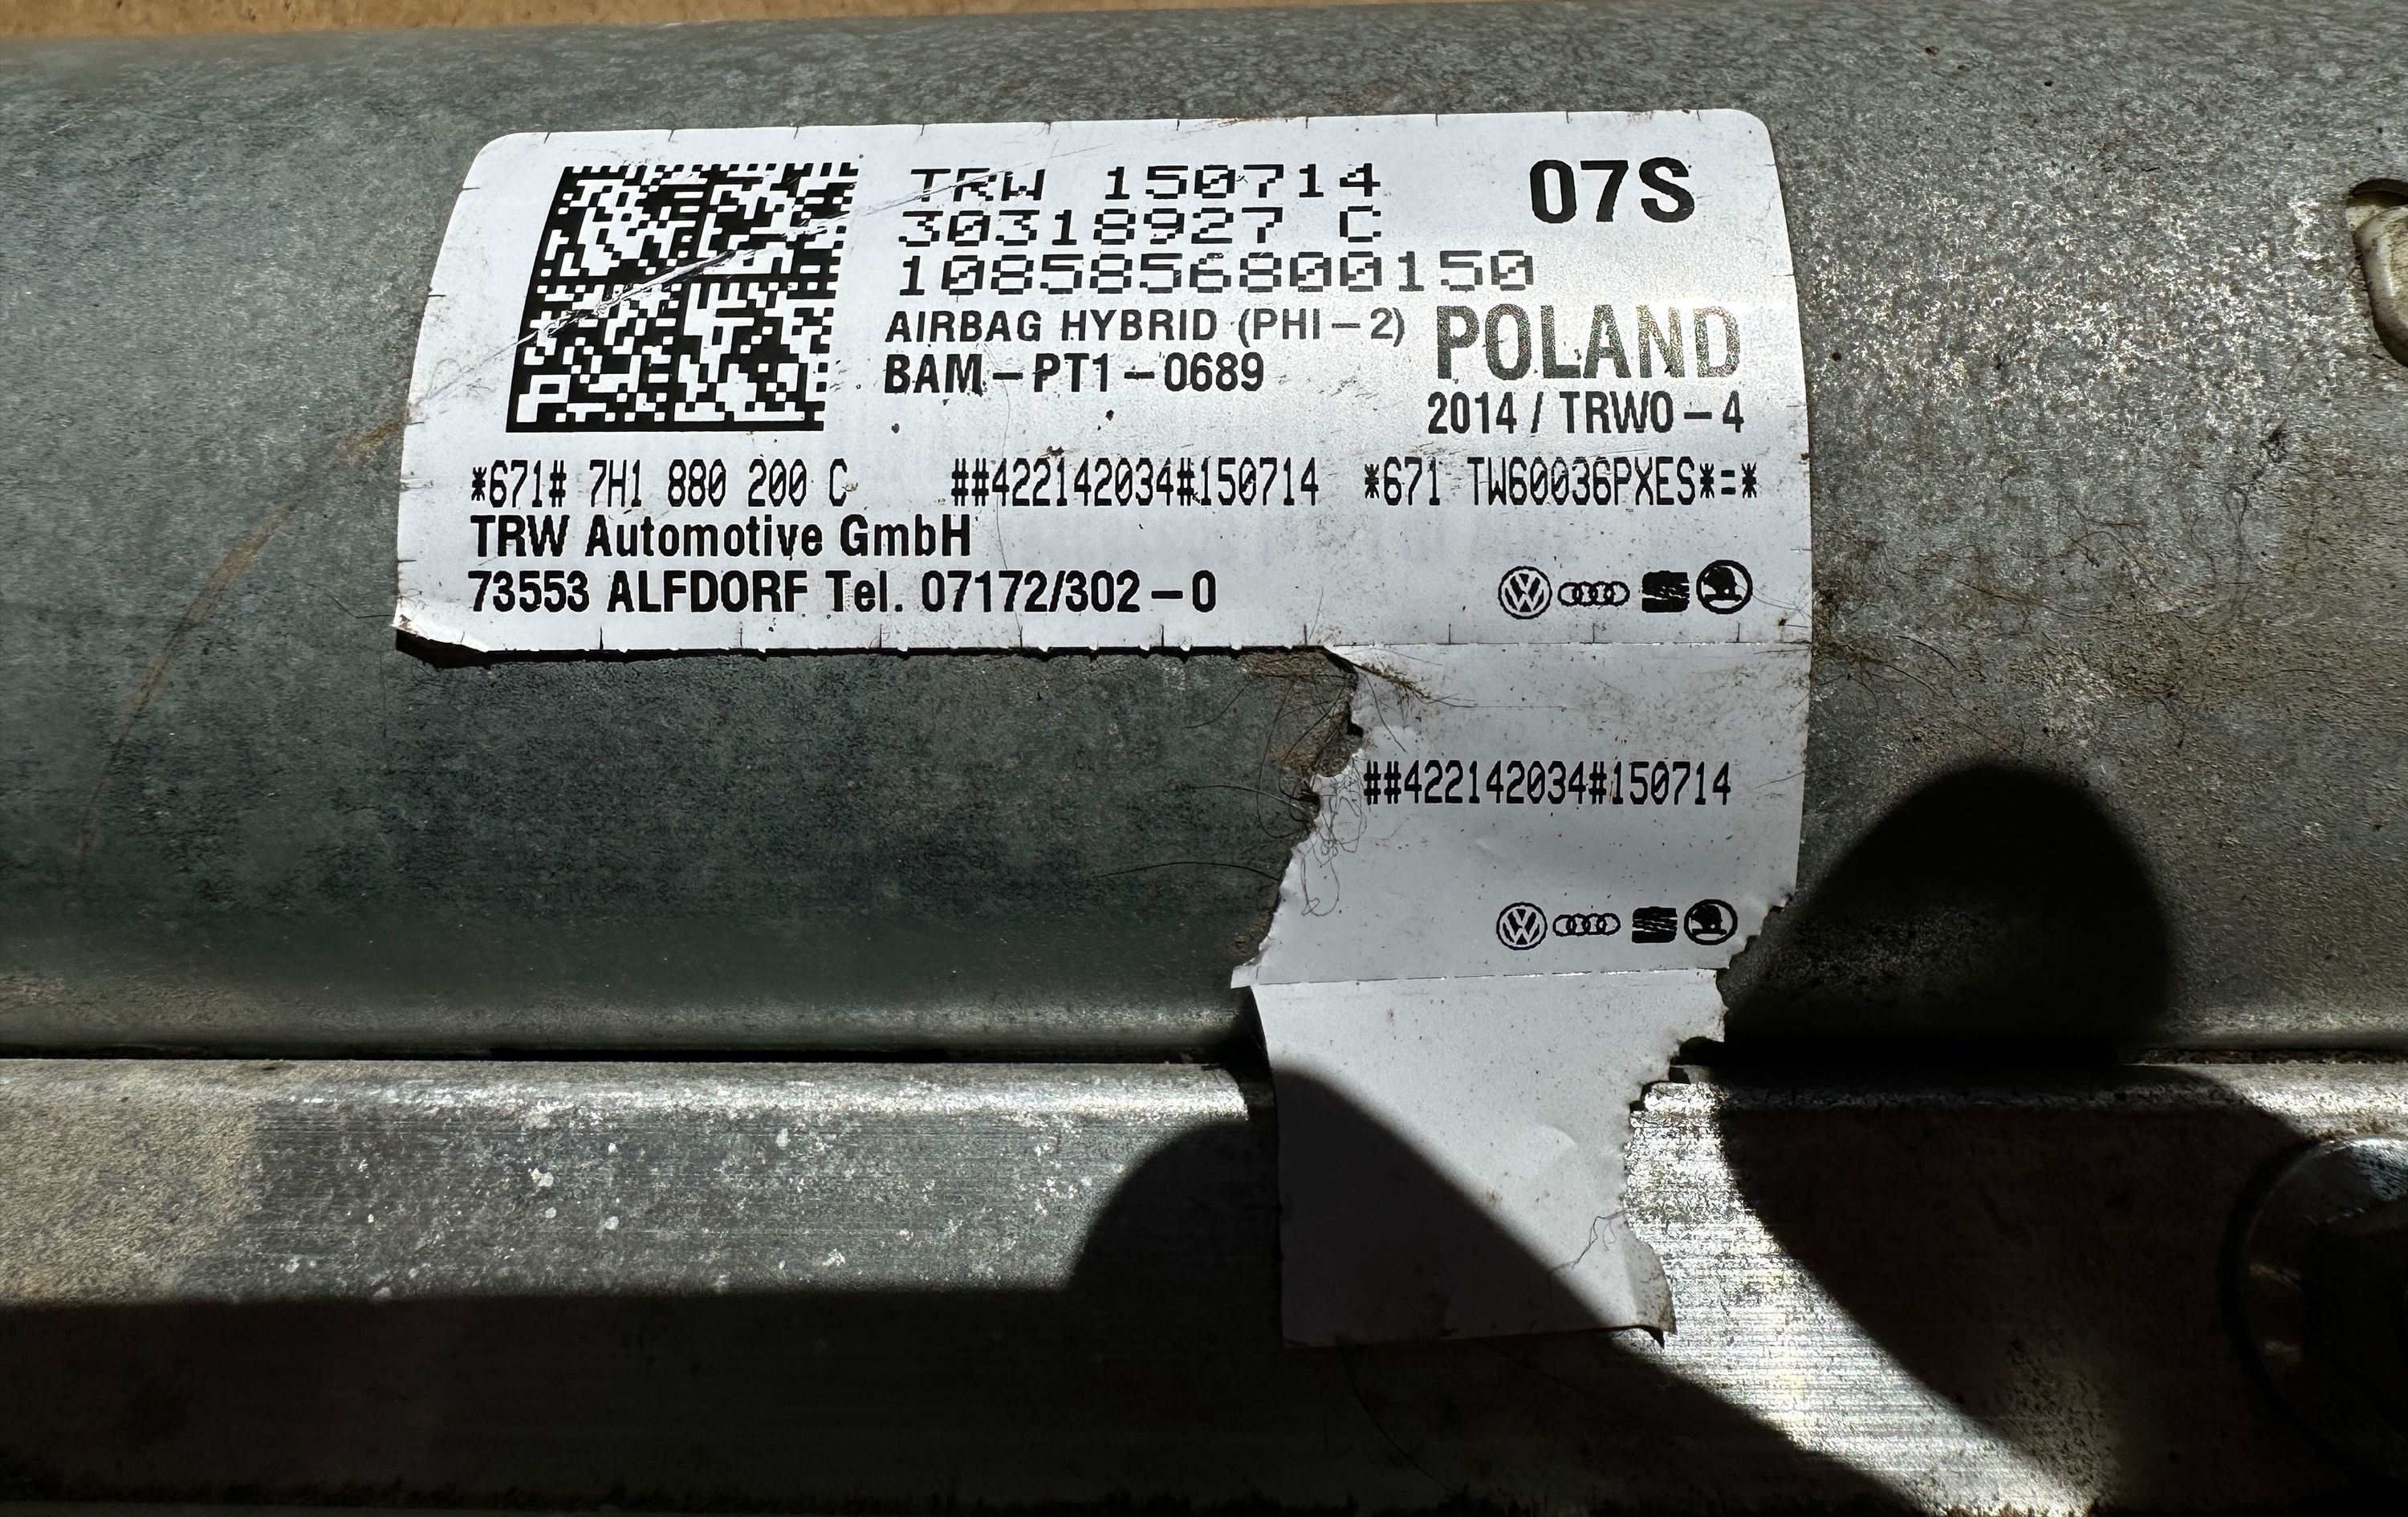 TRW 150714
07S
30318927 C
1085856800150
AIRBAG HYBRID (PHI-2)
POLAND
BAM-PT1-0689
2014 / TRWO-4
*671# 7H1 880 200 C ##422142034#150714 *671 TW60036PXES*=*
TRW Automotive GmbH
73553 ALFDORF Tel. 07172/302-0
##422142034#150714